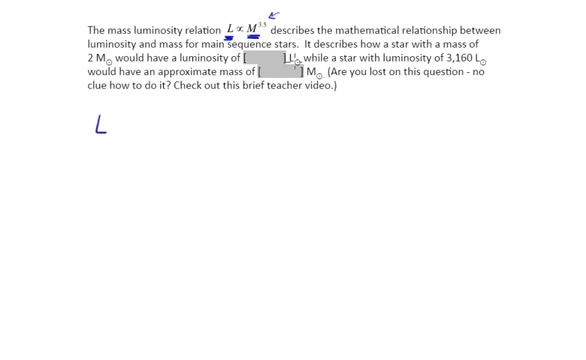 The mass luminosity relation L ∝ M^3.5 describes the mathematical relationship between
luminosity and mass for main sequence stars. It describes how a star with a mass of
2 M☉ would have a luminosity of [ ] L☉ while a star with luminosity of 3,160 L☉
would have an approximate mass of [ ] M☉. (Are you lost on this question - no
clue how to do it? Check out this brief teacher video.)
L